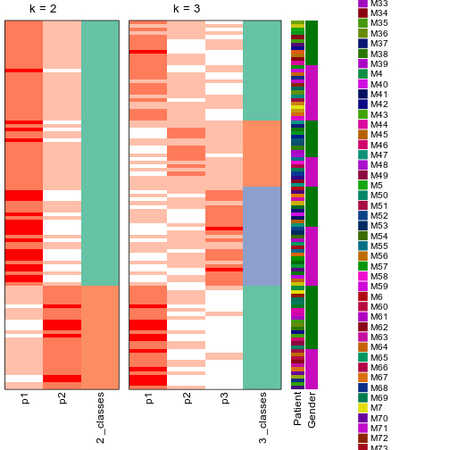 k = 2
k = 3
p1
p2
2_classes
p1
p2
p3
3_classes
Patient
Gender
M33
M34
M35
M36
M37
M38
M39
M4
M40
M41
M42
M43
M44
M45
M46
M47
M48
M49
M5
M50
M51
M52
M53
M54
M55
M56
M57
M58
M59
M6
M60
M61
M62
M63
M64
M65
M66
M67
M68
M69
M7
M70
M71
M72
M73